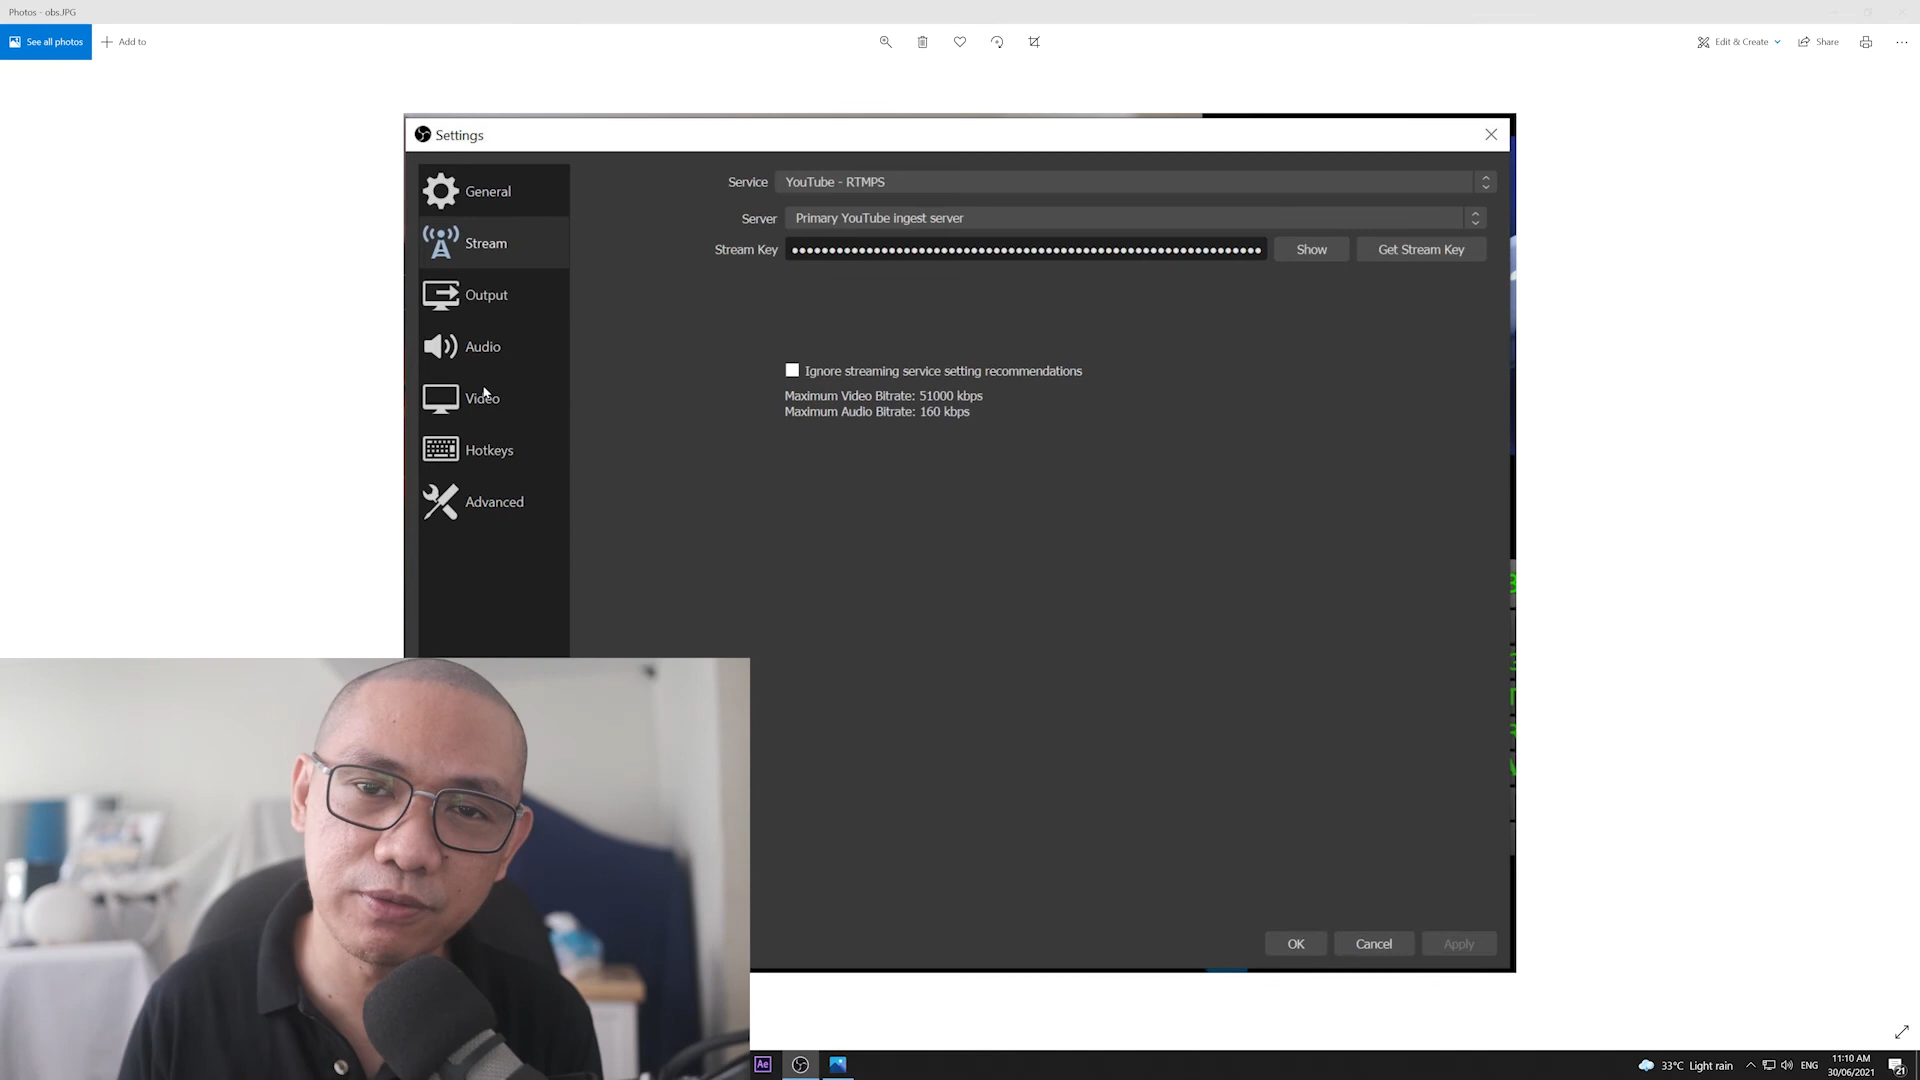 Photos - obs.JPG
See all photos
Add to
Edit & Create
Share
Settings
General
Stream
Output
Audio
Video
Hotkeys
Advanced
Service
YouTube - RTMPS
Server
Primary YouTube ingest server
Stream Key
Show
Get Stream Key
Ignore streaming service setting recommendations
Maximum Video Bitrate: 51000 kbps
Maximum Audio Bitrate: 160 kbps
OK
Cancel
Apply
Ae
33°C Light rain
ENG
11:10 AM
30/06/2021
21